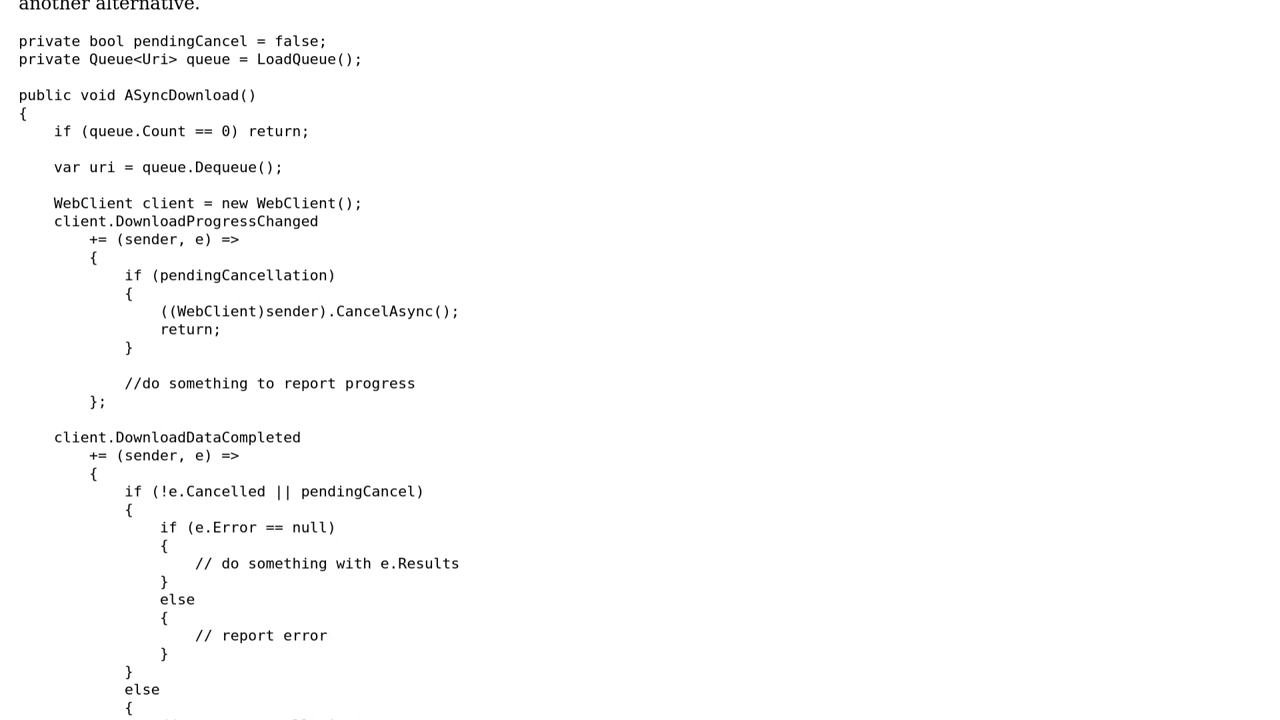 another alternative.
private bool pendingCancel = false;
private Queue<Uri> queue = LoadQueue();
public void ASyncDownload()
{
    if (queue.Count == 0) return;
    var uri = queue.Dequeue();
    WebClient client = new WebClient();
    client.DownloadProgressChanged
        += (sender, e) =>
        {
            if (pendingCancellation)
            {
                ((WebClient)sender).CancelAsync();
                return;
            }
            //do something to report progress
        };
    client.DownloadDataCompleted
        += (sender, e) =>
        {
            if (!e.Cancelled || pendingCancel)
            {
                if (e.Error == null)
                {
                    // do something with e.Results
                }
                else
                {
                    // report error
                }
            }
            else
            {